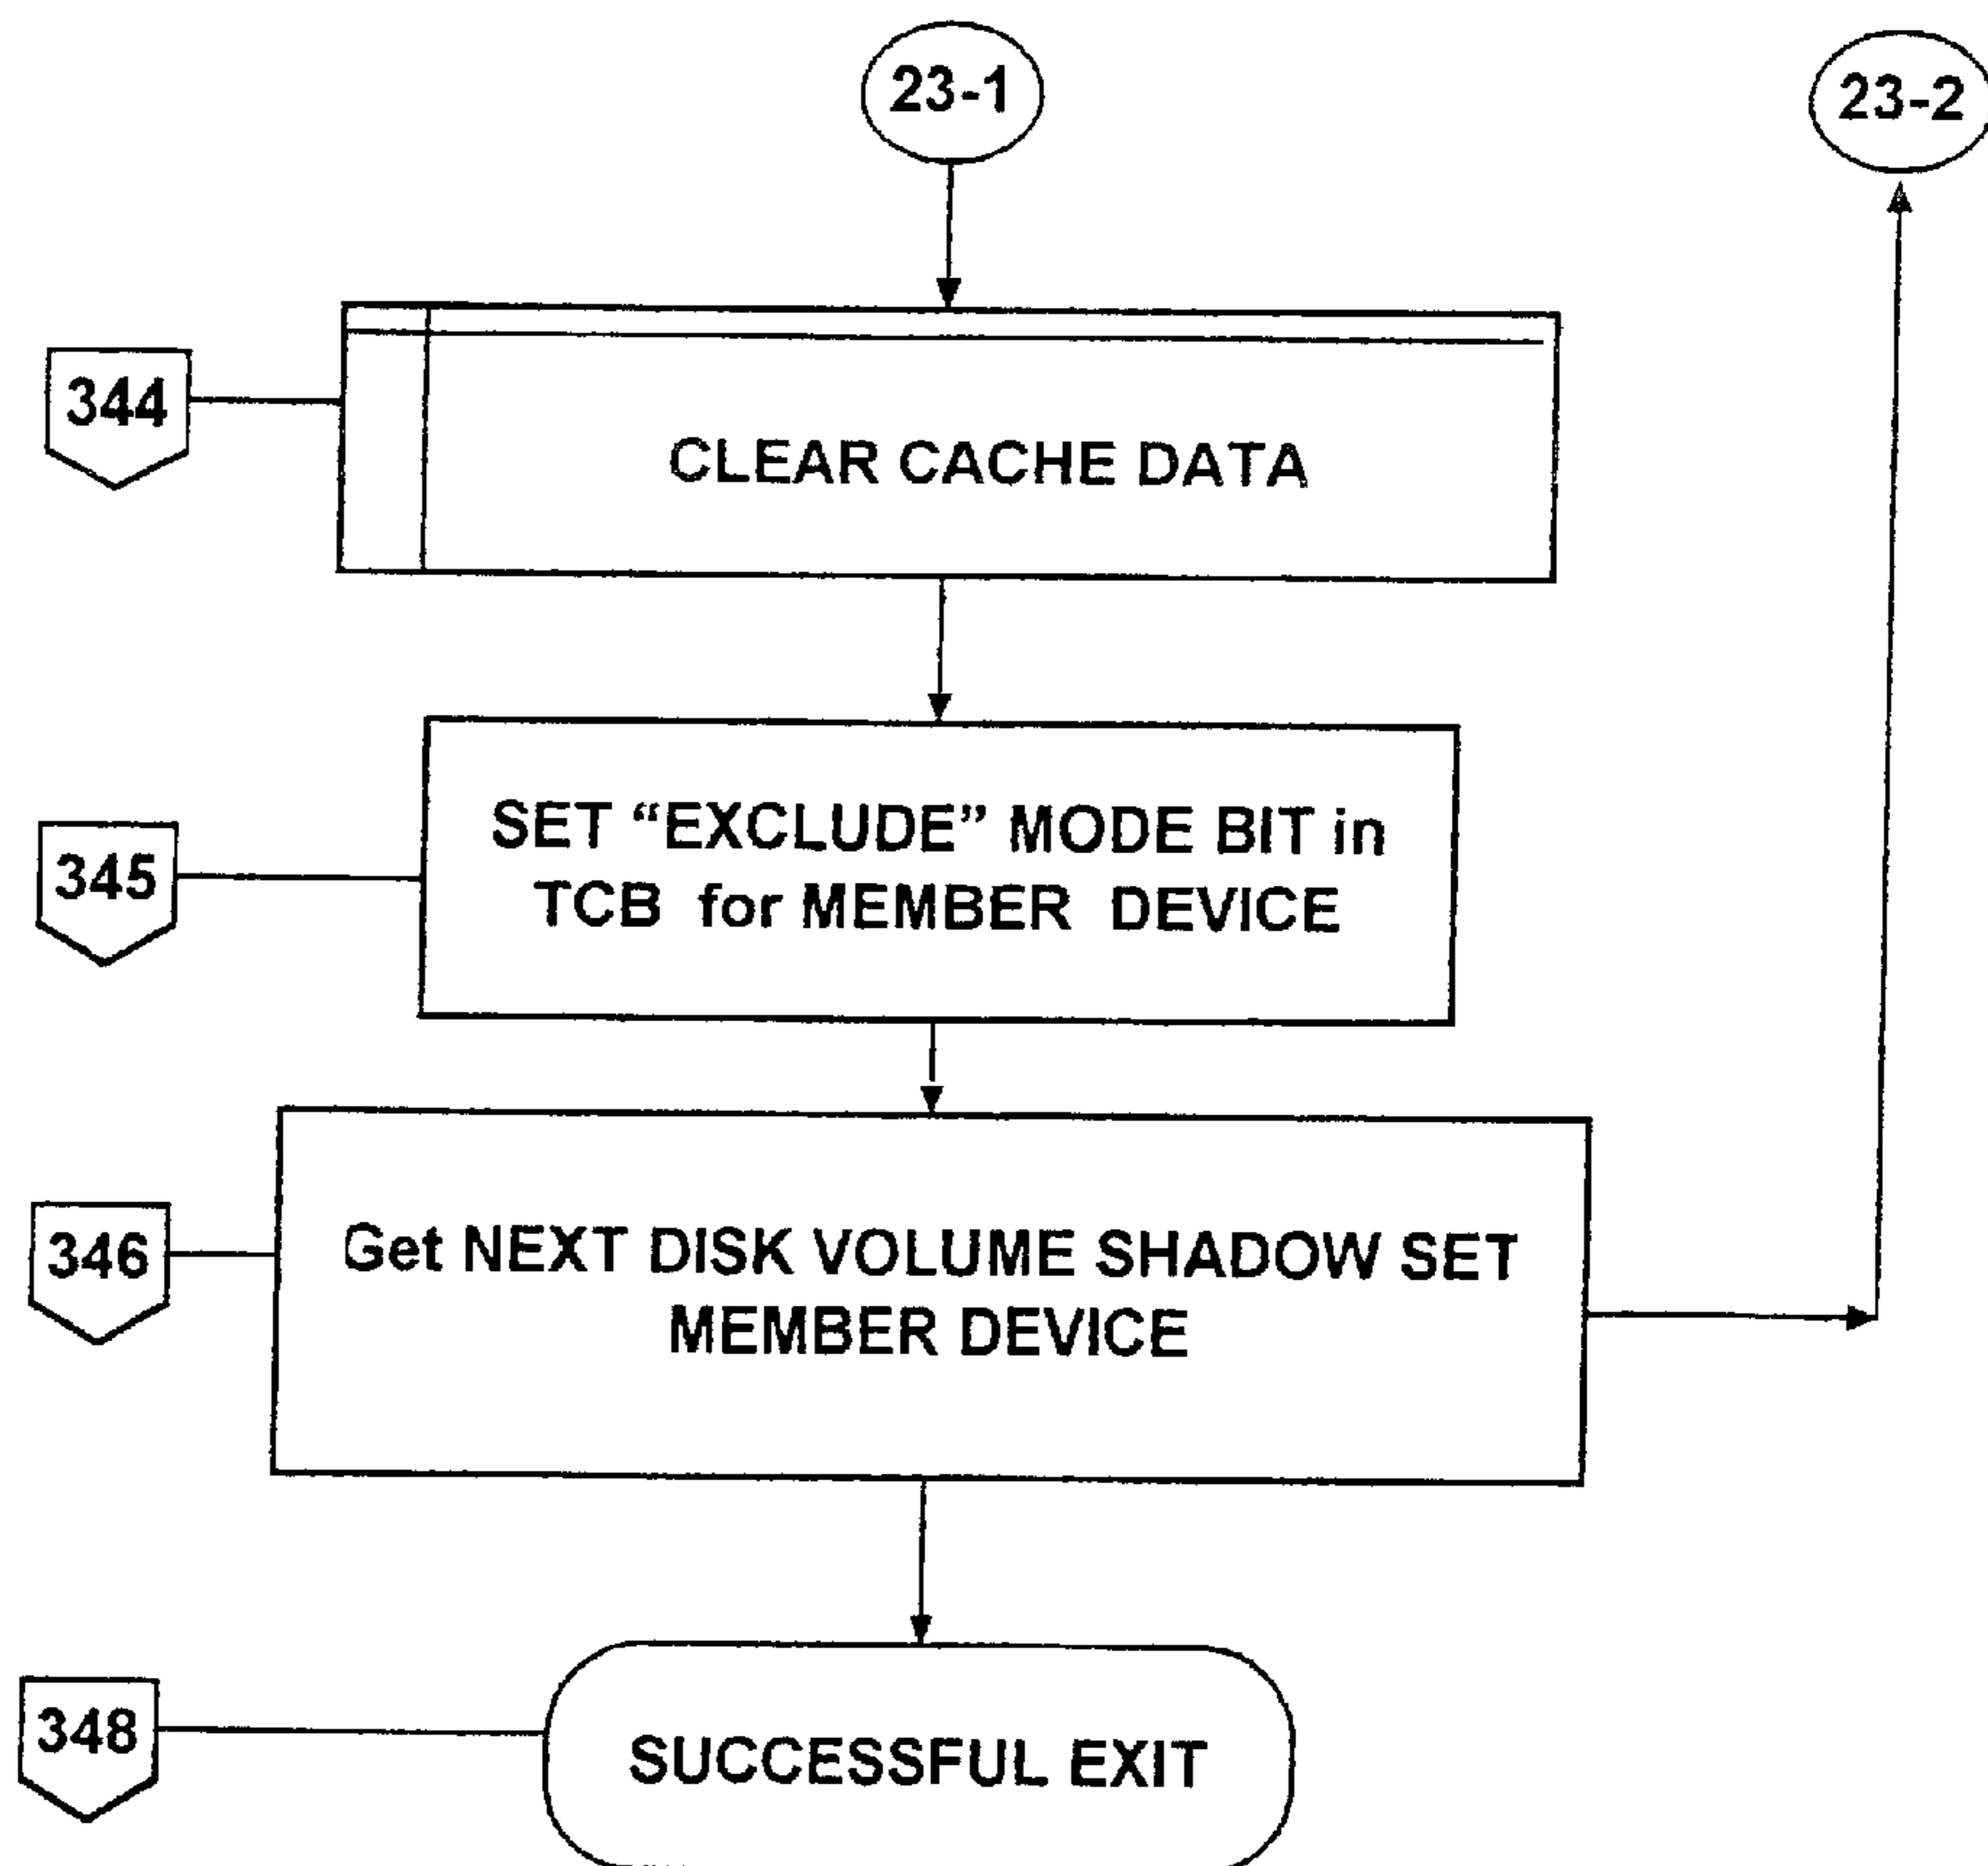 23-1
23-2
344
CLEAR CACHE DATA
345
SET “EXCLUDE” MODE BIT in
TCB for MEMBER DEVICE
346
Get NEXT DISK VOLUME SHADOW SET
MEMBER DEVICE
348
SUCCESSFUL EXIT